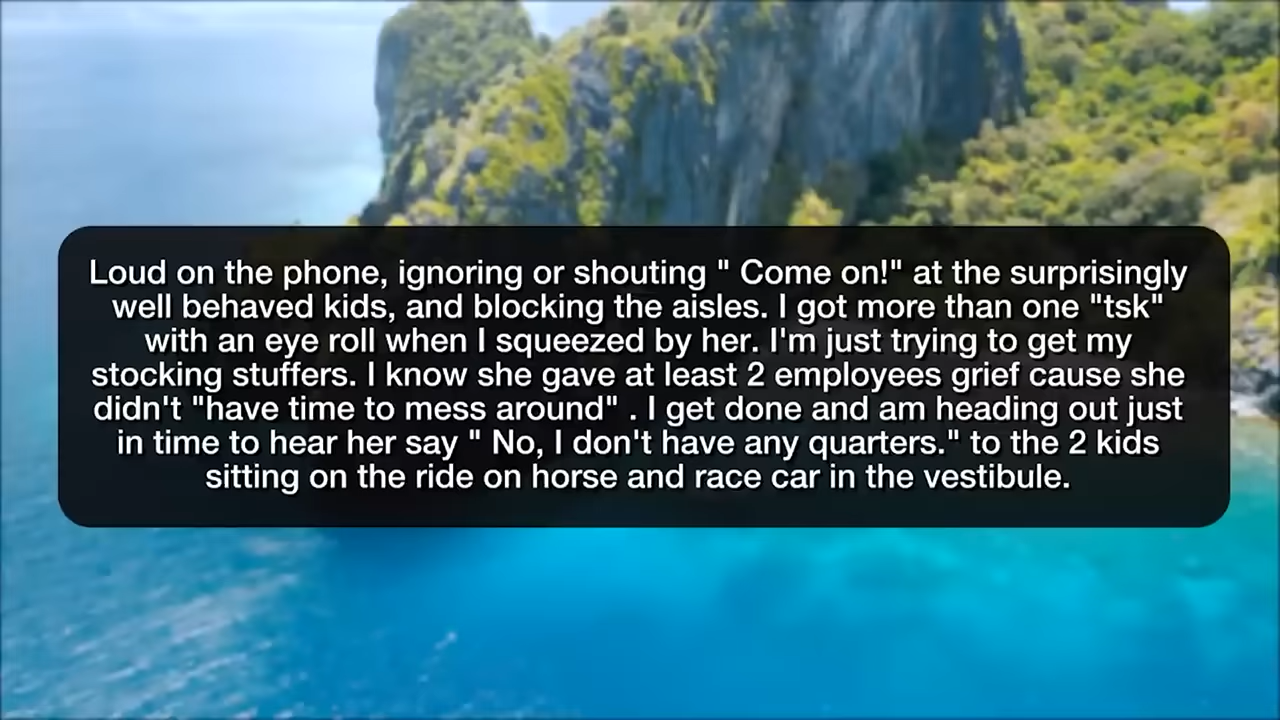 Loud on the phone, ignoring or shouting " Come on!" at the surprisingly
well behaved kids, and blocking the aisles. I got more than one "tsk"
with an eye roll when I squeezed by her. I'm just trying to get my
stocking stuffers. I know she gave at least 2 employees grief cause she
didn't "have time to mess around" . I get done and am heading out just
in time to hear her say " No, I don't have any quarters." to the 2 kids
sitting on the ride on horse and race car in the vestibule.